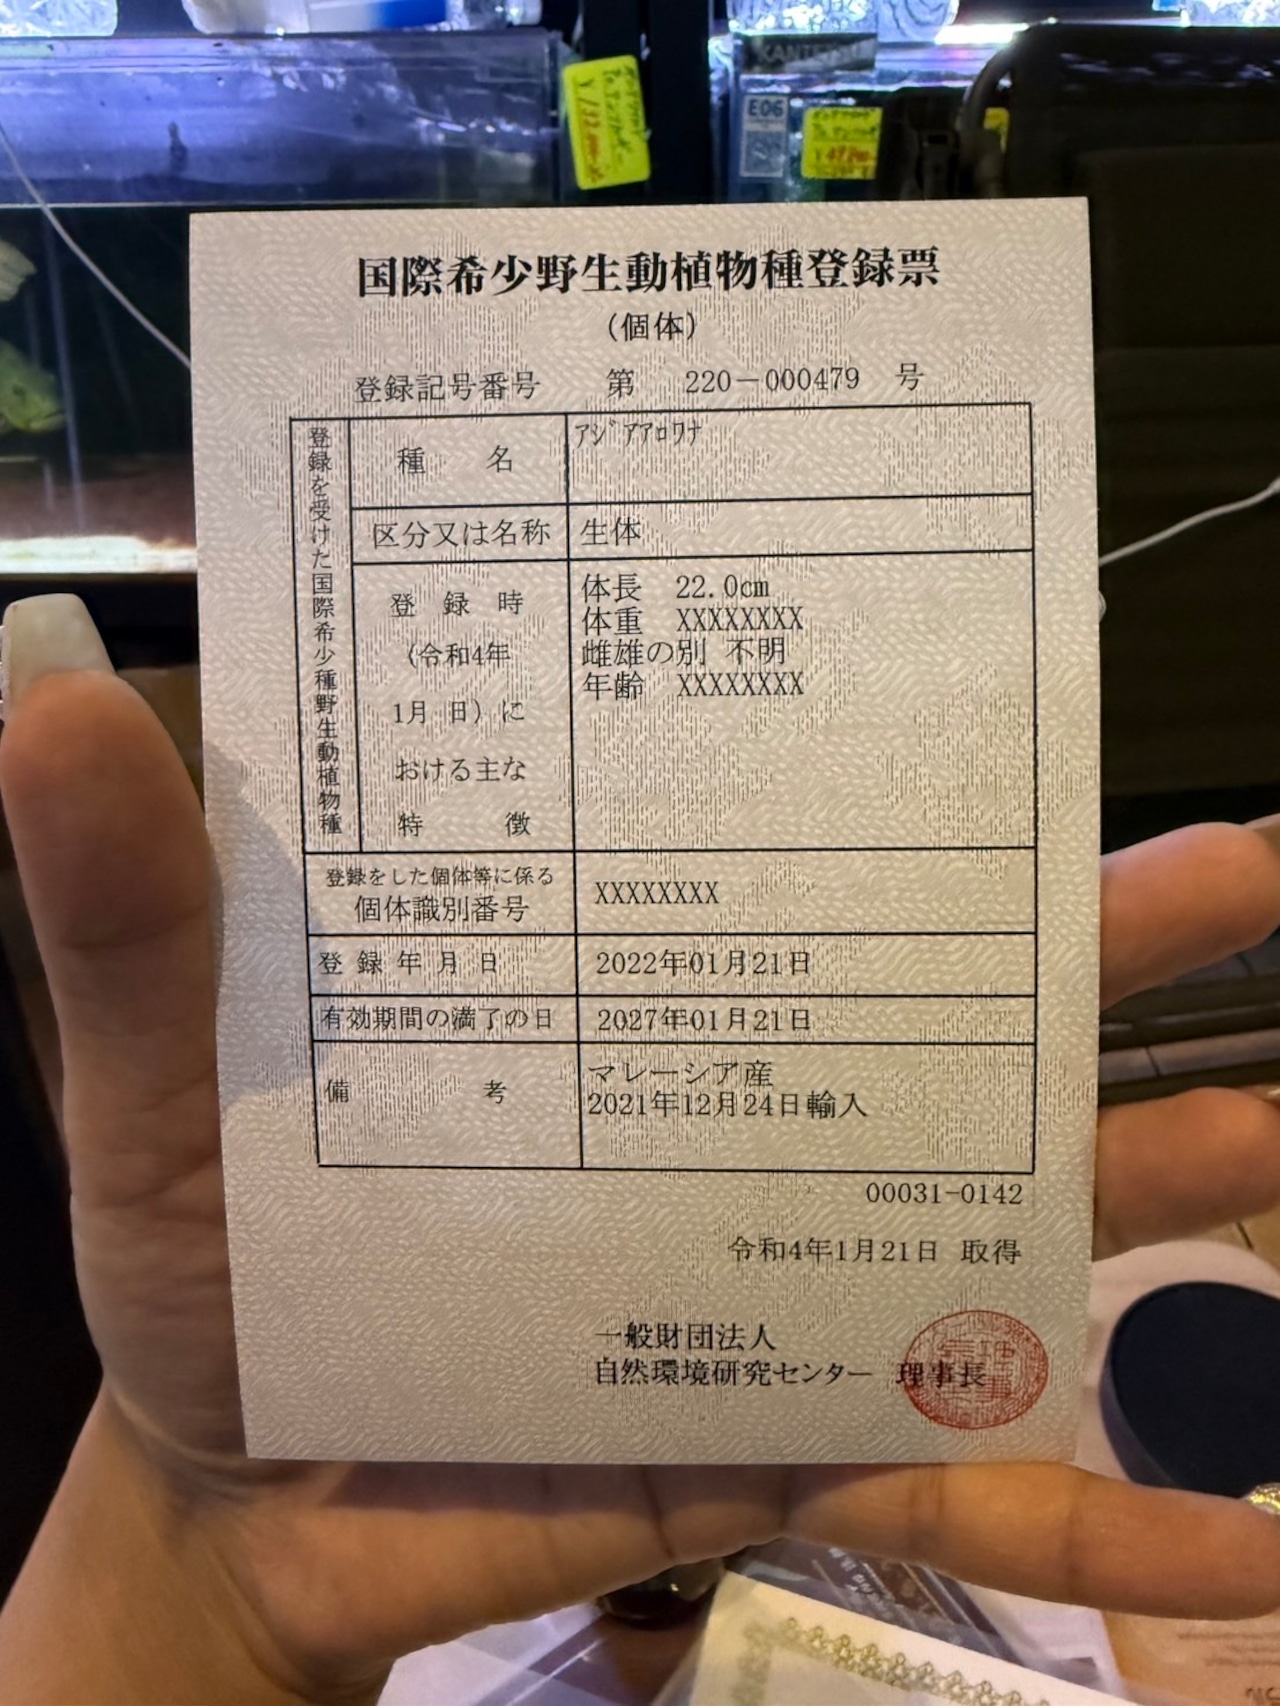 KANTETSU
E06
国際希少野生動植物種登録票
(個体)
登録記号番号 第 220-000479 号
登録を受けた国際希少種野生動植物種
種 名 ｱｼﾞｱｱﾛﾜﾅ
区分又は名称 生体
登録時
(令和4年
1月 日)に
おける主な
特 徴
体長 22.0cm
体重 XXXXXXXX
雌雄の別 不明
年齢 XXXXXXXX
登録をした個体等に係る
個体識別番号 XXXXXXXX
登録年月日 2022年01月21日
有効期間の満了の日 2027年01月21日
備 考
マレーシア産
2021年12月24日輸入
00031-0142
令和4年1月21日 取得
一般財団法人
自然環境研究センター 理事長